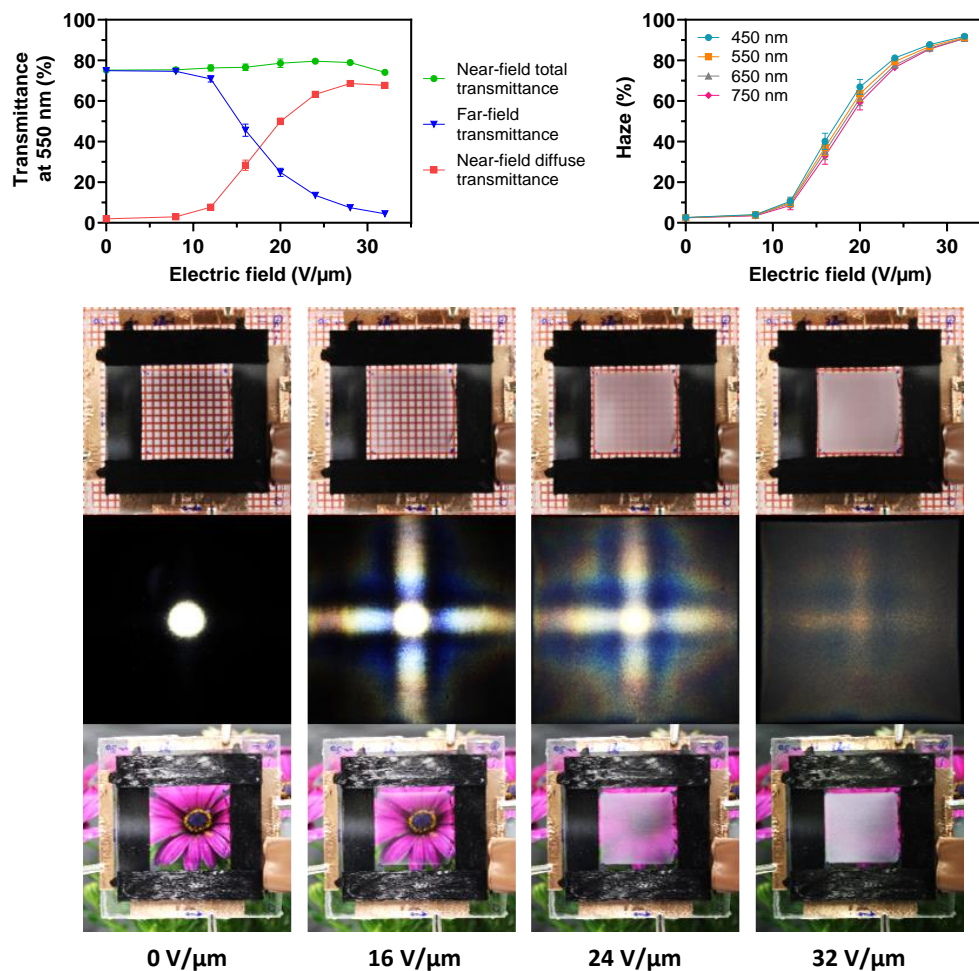 100
80
60
40
20
0
Transmittance
at 550 nm (%)
0 10 20 30
Electric field (V/μm)
Near-field total
transmittance
Far-field
transmittance
Near-field diffuse
transmittance
100
80
60
40
20
0
Haze (%)
450 nm
550 nm
650 nm
750 nm
0 10 20 30
Electric field (V/μm)
0 V/μm 16 V/μm 24 V/μm 32 V/μm